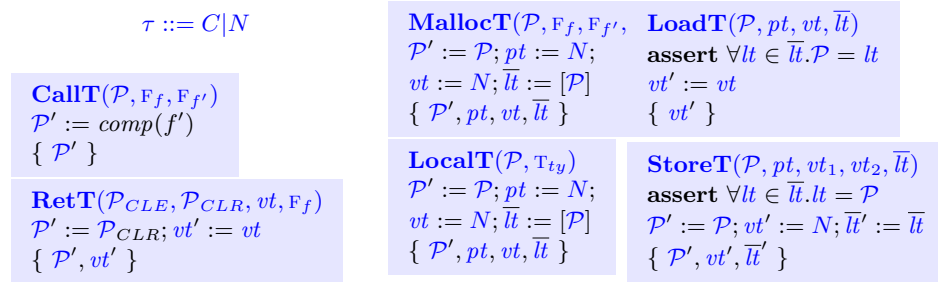 τ ::= C|N
CallT(𝒫, F_f, F_f′)
𝒫′ := comp(f′)
{ 𝒫′ }
RetT(𝒫_CLE, 𝒫_CLR, vt, F_f)
𝒫′ := 𝒫_CLR; vt′ := vt
{ 𝒫′, vt′ }
MallocT(𝒫, F_f, F_f′,
𝒫′ := 𝒫; pt := N;
vt := N; l̅t̅ := [𝒫]
{ 𝒫′, pt, vt, l̅t̅ }
LoadT(𝒫, pt, vt, l̅t̅)
assert ∀lt ∈ l̅t̅.𝒫 = lt
vt′ := vt
{ vt′ }
LocalT(𝒫, T_ty)
𝒫′ := 𝒫; pt := N;
vt := N; l̅t̅ := [𝒫]
{ 𝒫′, pt, vt, l̅t̅ }
StoreT(𝒫, pt, vt₁, vt₂, l̅t̅)
assert ∀lt ∈ l̅t̅.lt = 𝒫
𝒫′ := 𝒫; vt′ := N; l̅t̅′ := l̅t̅
{ 𝒫′, vt′, l̅t̅′ }